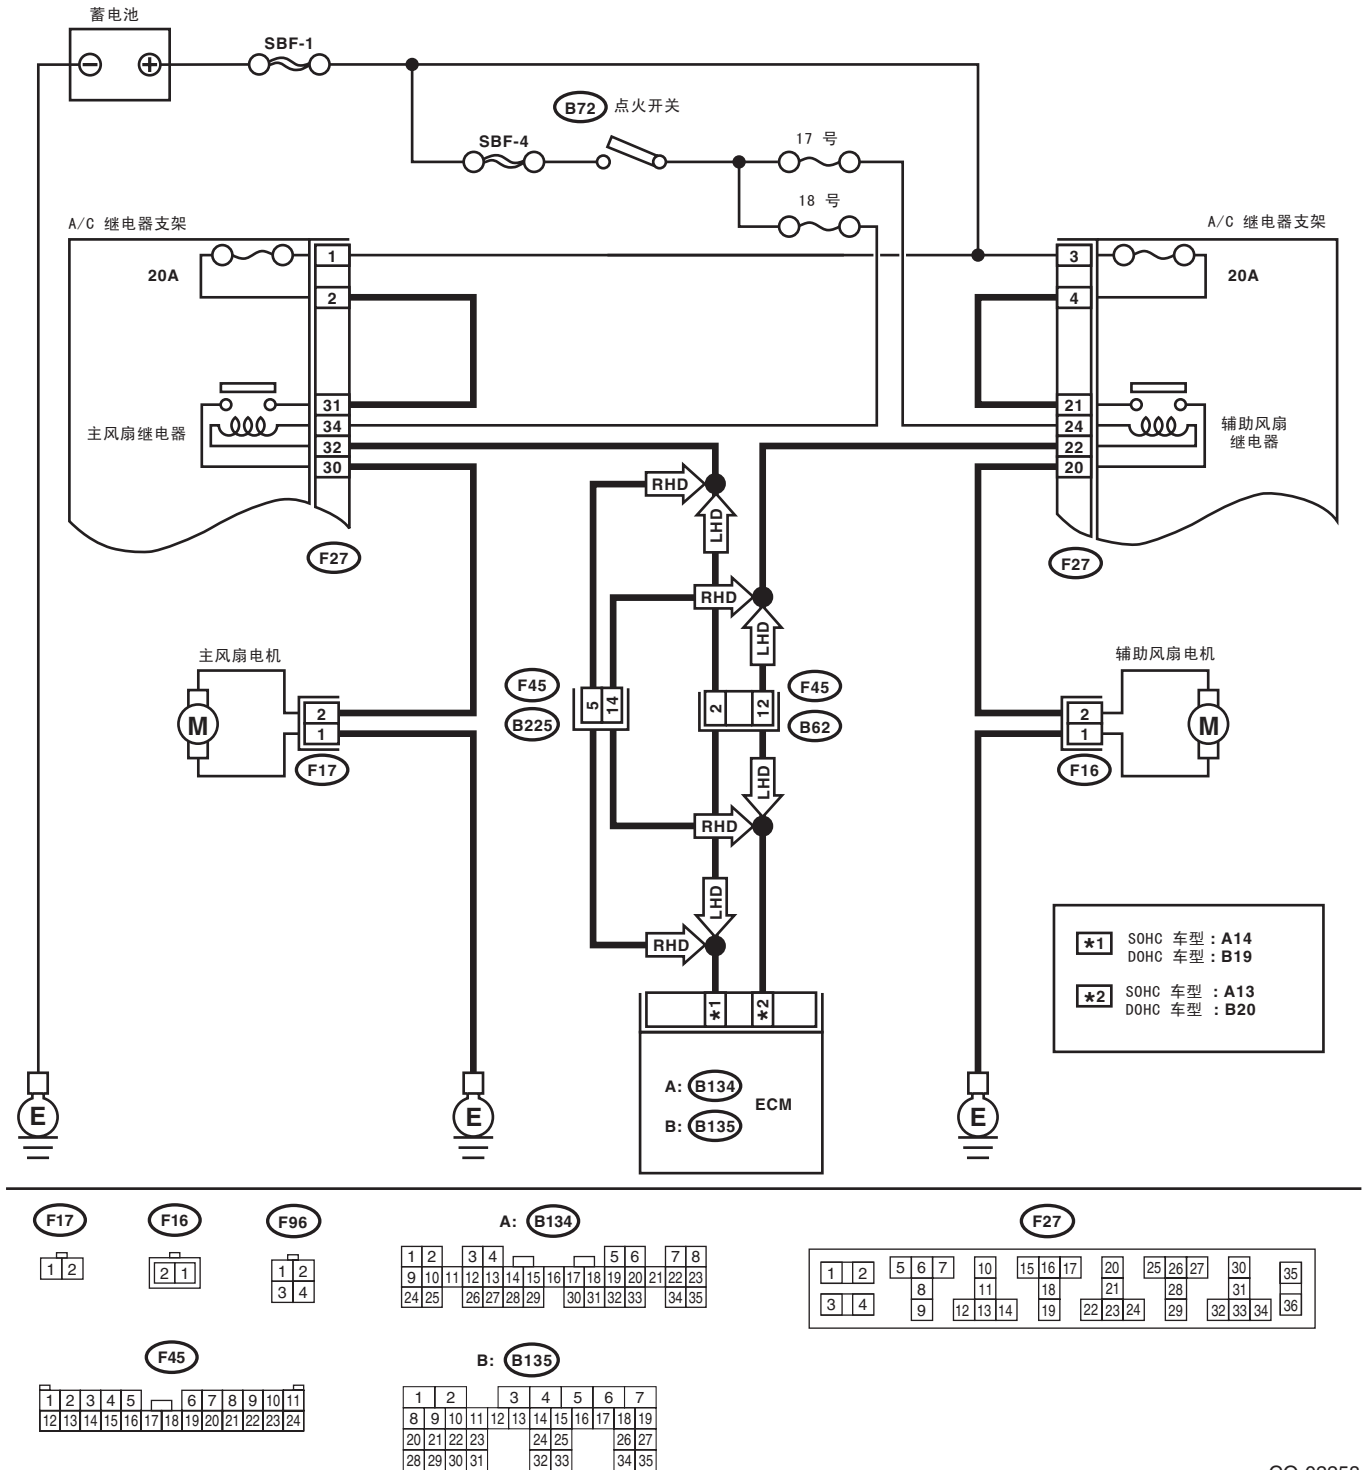 蓄电池
SBF-1
B72 点火开关
SBF-4
17 号
18 号
A/C 继电器支架
A/C 继电器支架
20A
1
2
3
4
20A
主风扇继电器
31
34
32
30
21
24
22
20
辅助风扇
继电器
RHD
LHD
F27
F27
RHD
LHD
主风扇电机
辅助风扇电机
M
2
1
F17
F45
B225
5
14
2
12
F45
B62
2
1
F16
M
LHD
RHD
LHD
RHD
*1
*2
A: B134
B: B135
ECM
*1 SOHC 车型 : A14
DOHC 车型 : B19
*2 SOHC 车型 : A13
DOHC 车型 : B20
E
E
E
F17
F16
F96
A: B134
F27
1 2
2 1
1 2
3 4
1 2 3 4 5 6 7 8
9 10 11 12 13 14 15 16 17 18 19 20 21 22 23
24 25 26 27 28 29 30 31 32 33 34 35
1 2 5 6 7 10 15 16 17 20 25 26 27 30 35
8 11 18 21 28 31
3 4 9 12 13 14 19 22 23 24 29 32 33 34 36
F45
B: B135
1 2 3 4 5 6 7 8 9 10 11
12 13 14 15 16 17 18 19 20 21 22 23 24
1 2 3 4 5 6 7
8 9 10 11 12 13 14 15 16 17 18 19
20 21 22 23 24 25 26 27
28 29 30 31 32 33 34 35